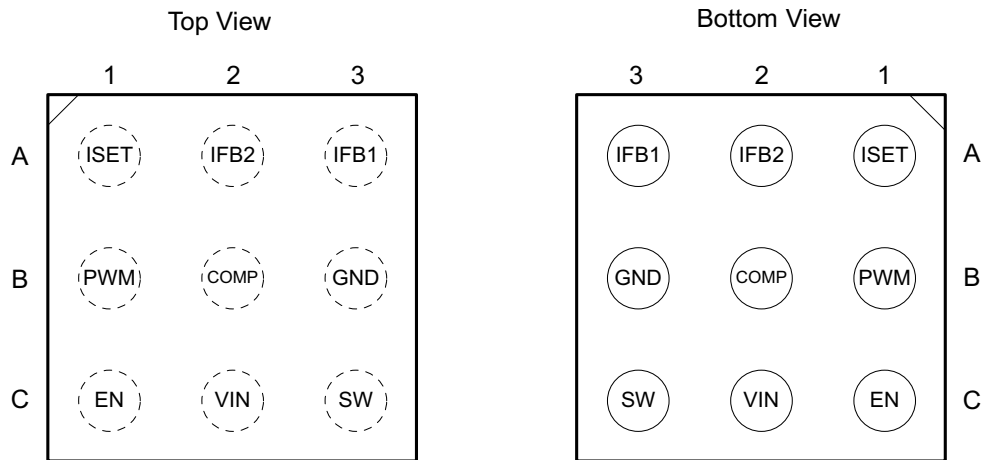 Top View
Bottom View
1 2 3
3 2 1
A ISET IFB2 IFB1
IFB1 IFB2 ISET A
B PWM COMP GND
GND COMP PWM B
C EN VIN SW
SW VIN EN C